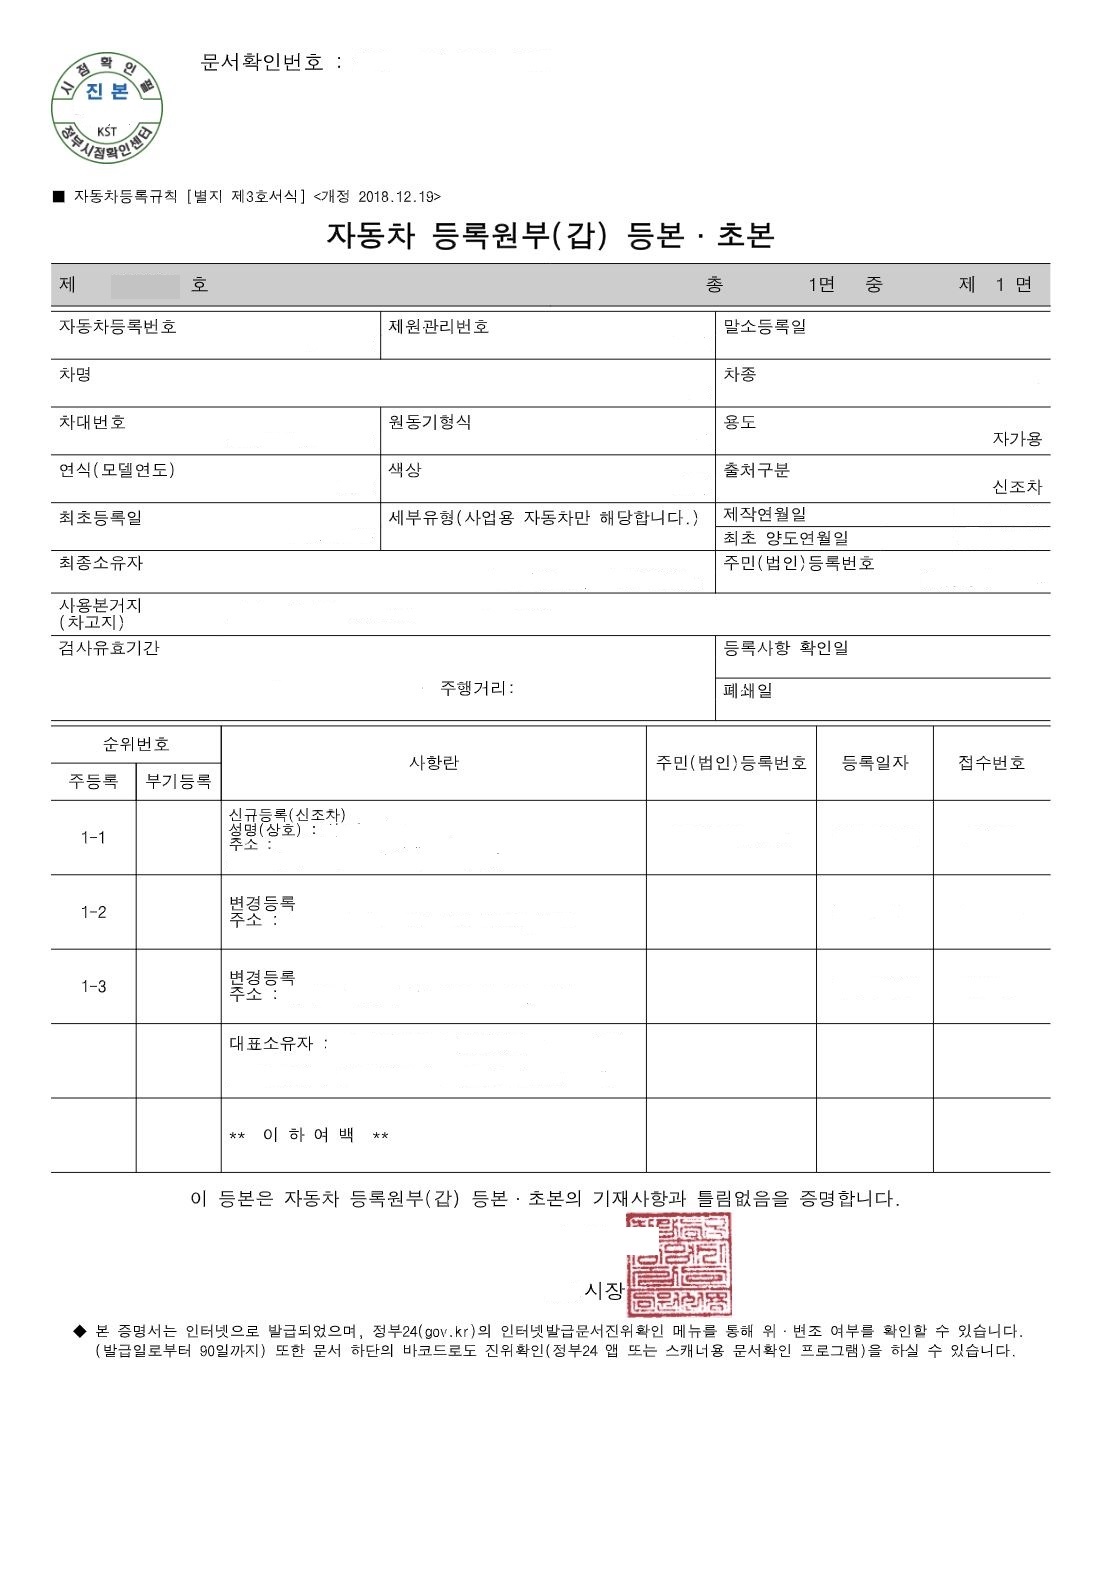 문서확인번호 :
시 점 확 인 필
진본
KST
정부시점확인센터
■ 자동차등록규칙 [별지 제3호서식] <개정 2018.12.19>
자동차 등록원부(갑) 등본 · 초본
제 호 총 1면 중 제 1 면
자동차등록번호 제원관리번호 말소등록일
차명 차종
차대번호 원동기형식 용도
자가용
연식(모델연도) 색상 출처구분
신조차
최초등록일 세부유형(사업용 자동차만 해당합니다.) 제작연월일
최초 양도연월일
최종소유자 주민(법인)등록번호
사용본거지
(차고지)
검사유효기간 등록사항 확인일
주행거리:
폐쇄일
순위번호 사항란 주민(법인)등록번호 등록일자 접수번호
주등록 부기등록
1-1 신규등록(신조차)
성명(상호) :
주소 :
1-2 변경등록
주소 :
1-3 변경등록
주소 :
대표소유자 :
** 이 하 여 백 **
이 등본은 자동차 등록원부(갑) 등본 · 초본의 기재사항과 틀림없음을 증명합니다.
시장
◆ 본 증명서는 인터넷으로 발급되었으며, 정부24(gov.kr)의 인터넷발급문서진위확인 메뉴를 통해 위 · 변조 여부를 확인할 수 있습니다.
(발급일로부터 90일까지) 또한 문서 하단의 바코드로도 진위확인(정부24 앱 또는 스캐너용 문서확인 프로그램)을 하실 수 있습니다.